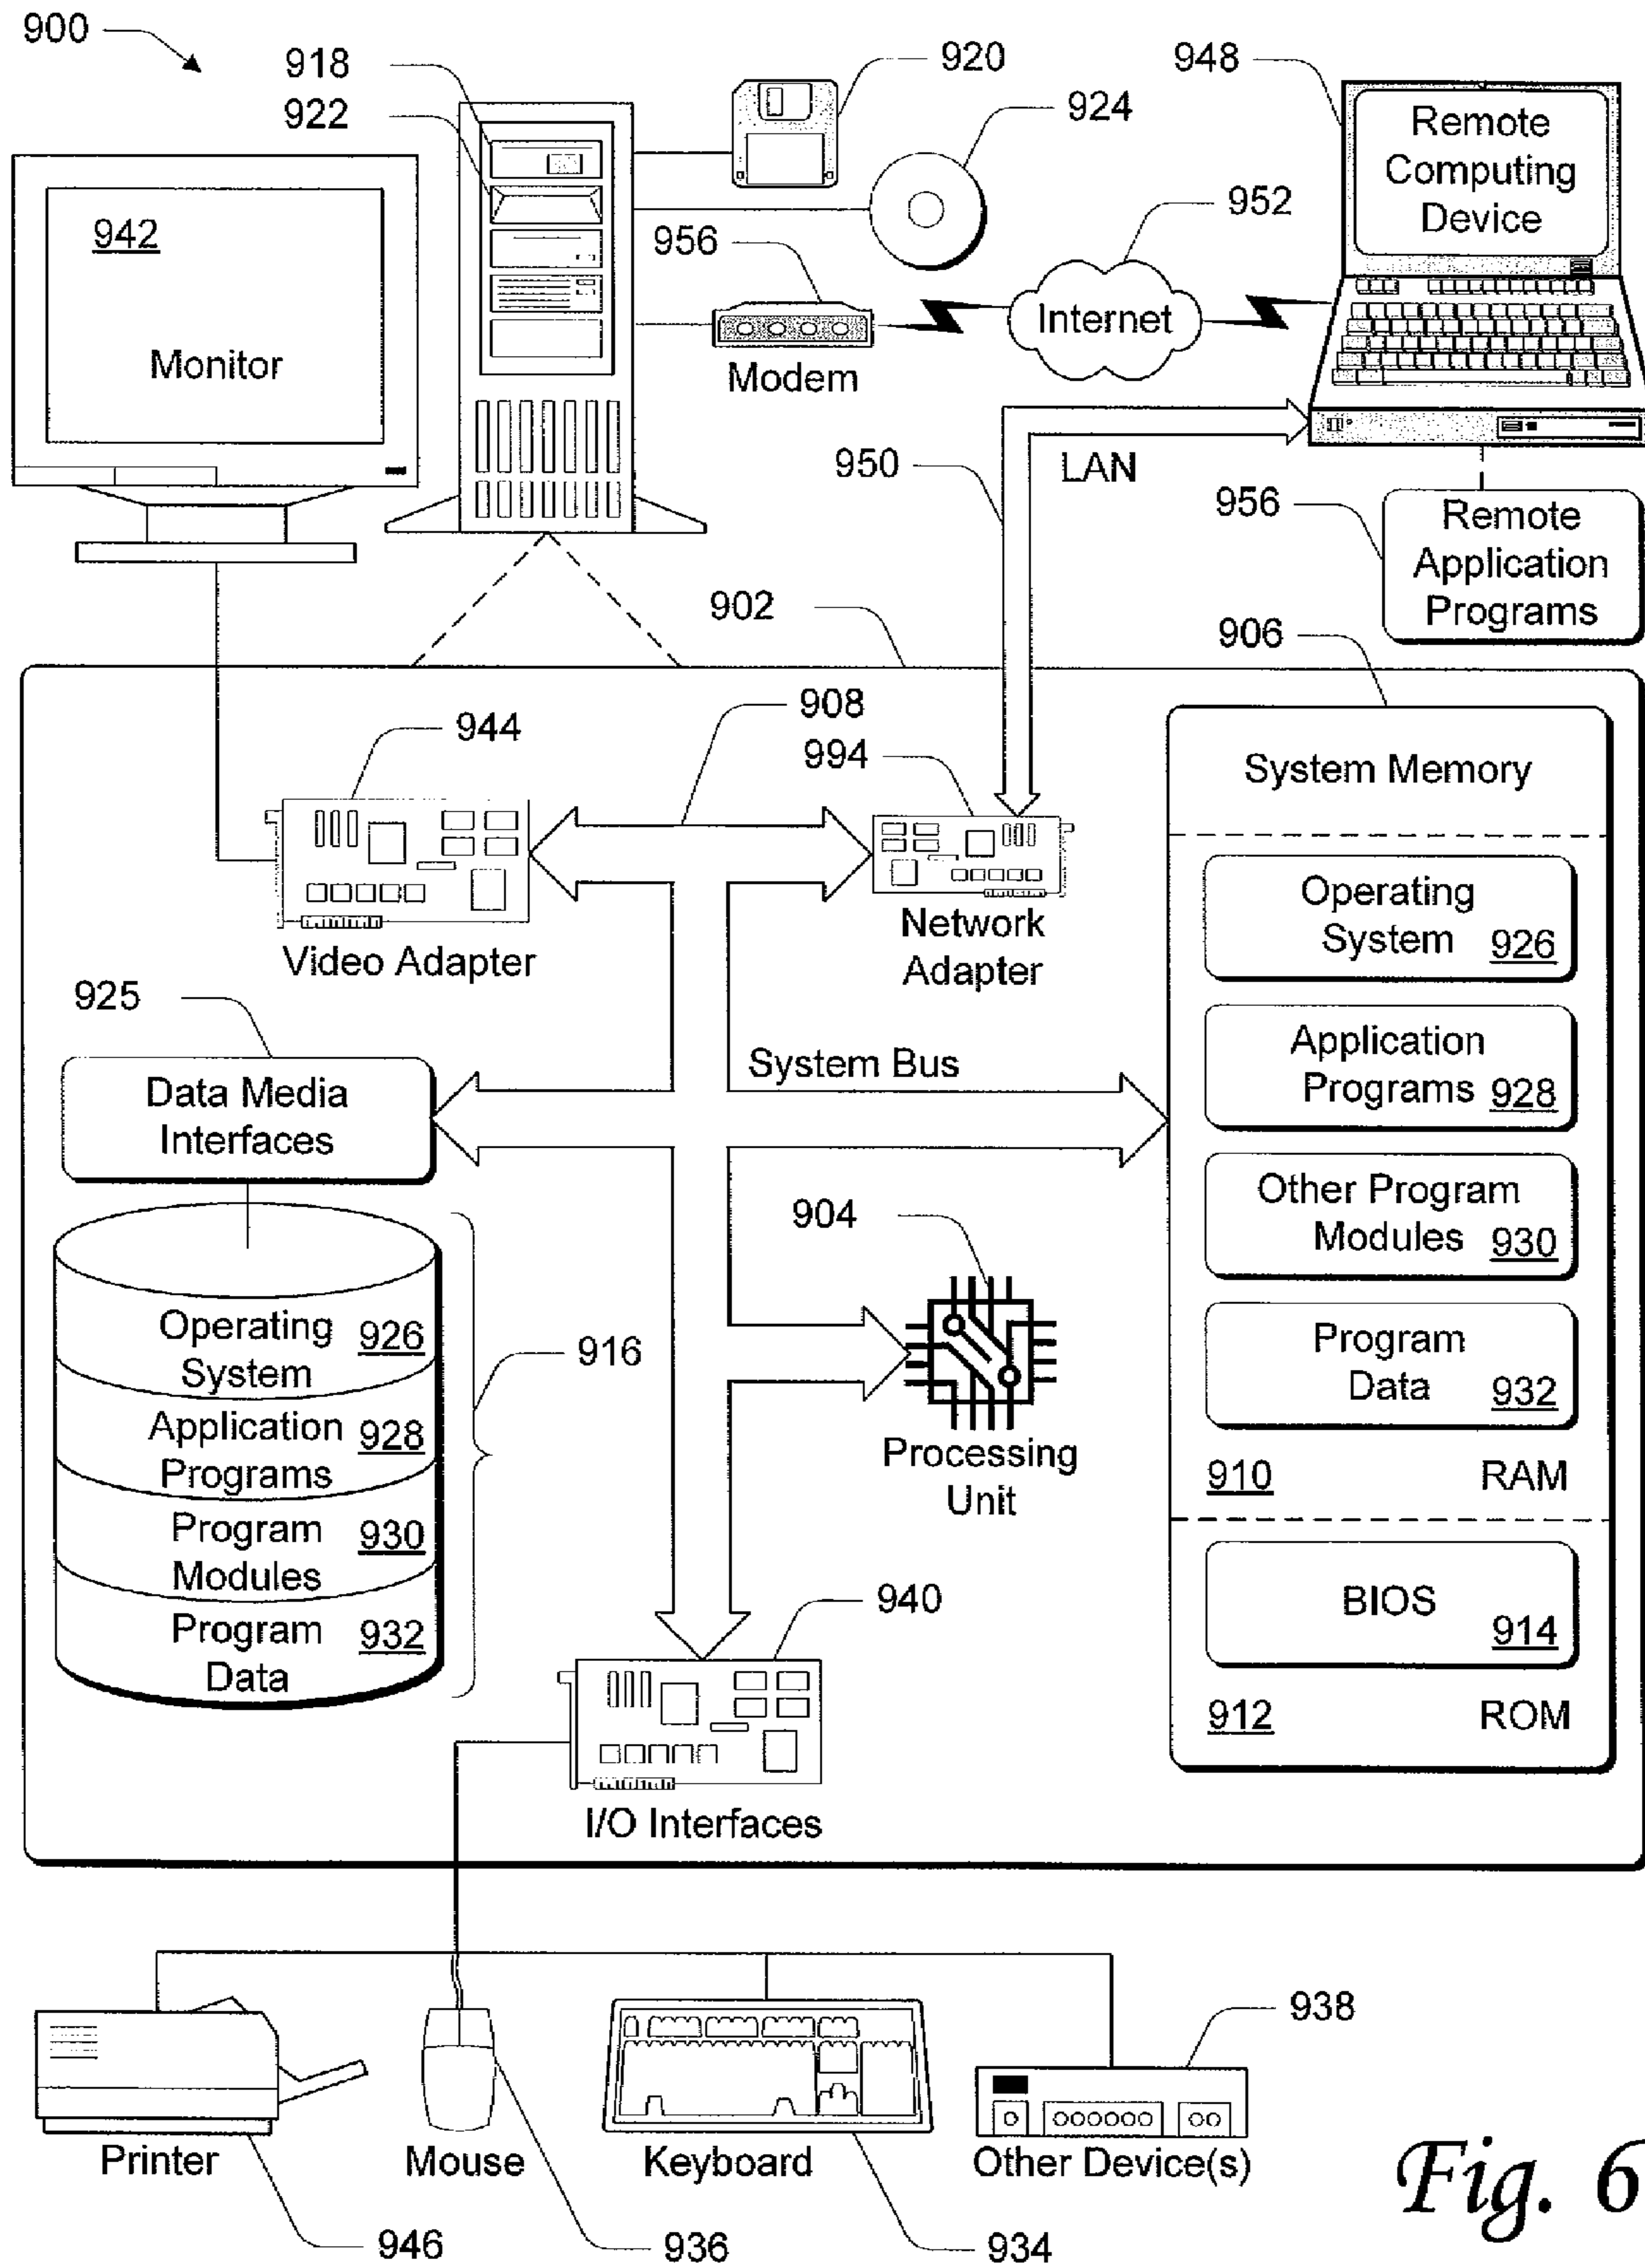 900
918
922
920
924
948
Remote
Computing
Device
942
Monitor
956
Modem
952
Internet
950
LAN
956
Remote
Application
Programs
902
906
944
908
994
System Memory
Video Adapter
Network
Adapter
Operating
System 926
925
Data Media
Interfaces
System Bus
Application
Programs 928
904
Other Program
Modules 930
Operating
System 926
916
Program
Data 932
Application
Programs 928
Processing
Unit
910 RAM
Program
Modules 930
940
BIOS
914
Program
Data 932
912 ROM
I/O Interfaces
938
Printer
Mouse
Keyboard
Other Device(s)
946
936
934
Fig. 6